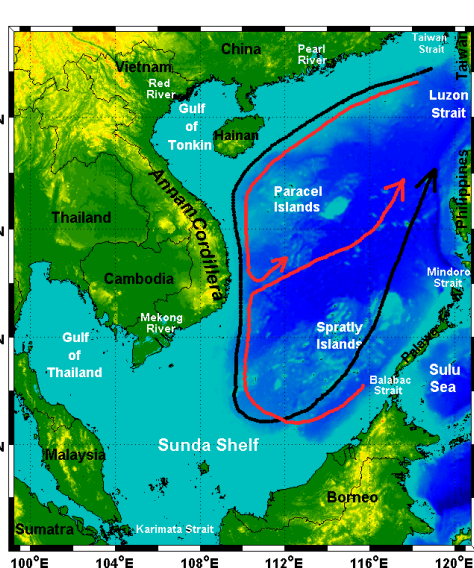 Taiwan
Strait
China
Pearl
River
Taiwan
Vietnam
Red
River
Luzon
Strait
Gulf
of
Tonkin
Hainan
Annam Cordillera
Paracel
Islands
Philippines
Thailand
Cambodia
Mindoro
Strait
Mekong
River
Spratly
Islands
Gulf
of
Thailand
Balabac
Strait
Sulu
Sea
Sunda Shelf
Malaysia
Borneo
Sumatra
Karimata Strait
100°E
104°E
108°E
112°E
116°E
120°E